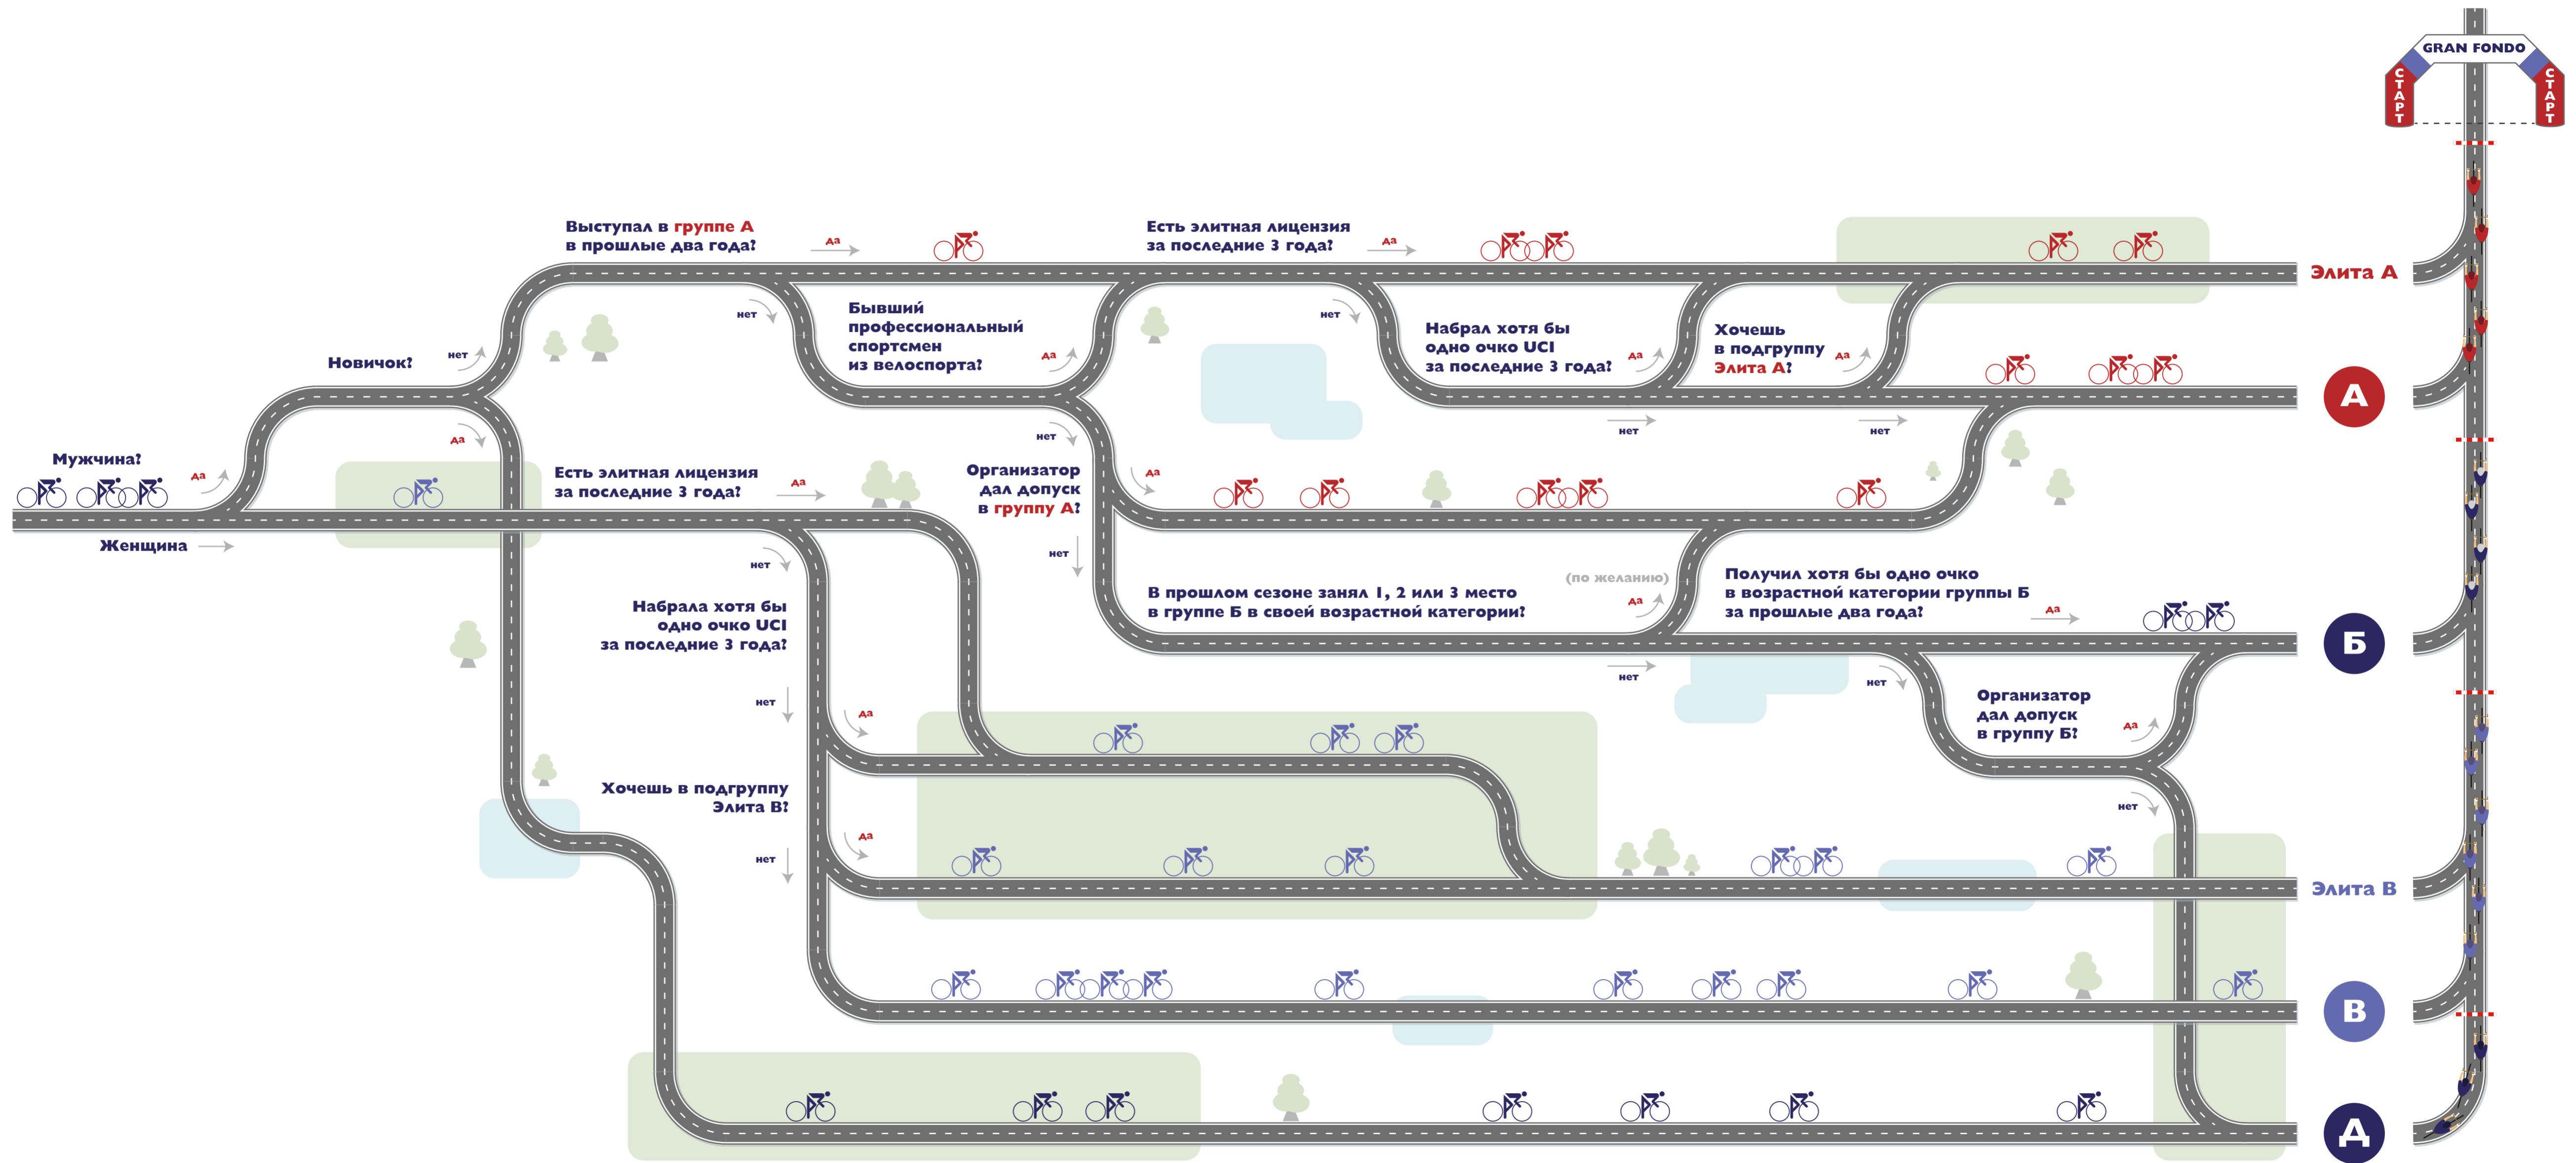 GRAN FONDO
СТАРТ
СТАРТ
Мужчина?
да
Женщина
Новичок?
нет
да
Выступал в группе А
в прошлые два года?
да
нет
Бывший
профессиональный
спортсмен
из велоспорта?
да
нет
Есть элитная лицензия
за последние 3 года?
да
нет
Набрал хотя бы
одно очко UCI
за последние 3 года?
да
нет
Хочешь
в подгруппу
Элита А?
да
нет
Элита А
А
Организатор
дал допуск
в группу А?
да
нет
В прошлом сезоне занял 1, 2 или 3 место
в группе Б в своей возрастной категории?
(по желанию)
да
нет
Получил хотя бы одно очко
в возрастной категории группы Б
за прошлые два года?
да
нет
Б
Организатор
дал допуск
в группу Б?
да
нет
Есть элитная лицензия
за последние 3 года?
да
нет
Набрала хотя бы
одно очко UCI
за последние 3 года?
да
нет
Хочешь в подгруппу
Элита В?
да
нет
Элита В
В
Д